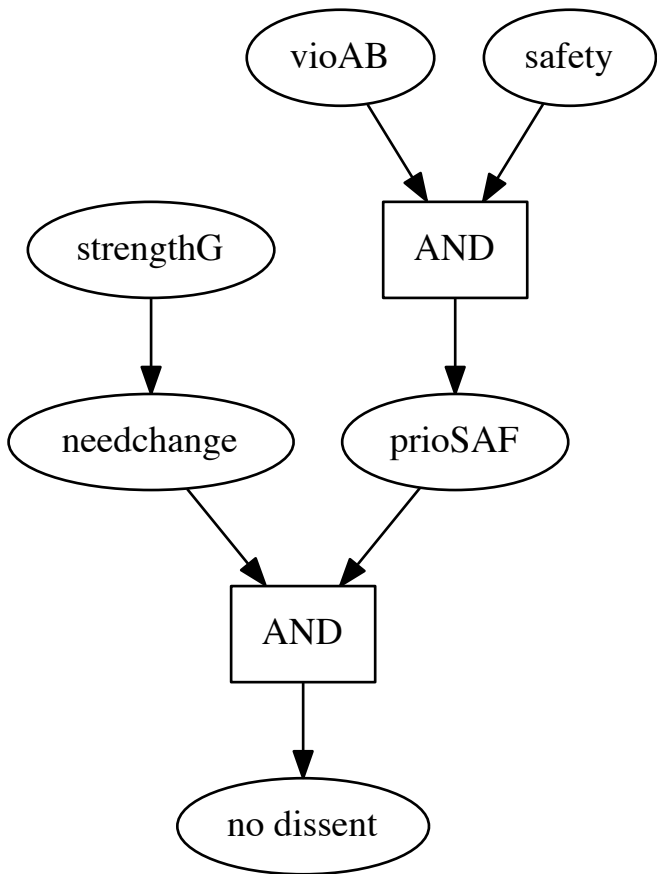 vioAB
safety
strengthG
AND
needchange
prioSAF
AND
no dissent